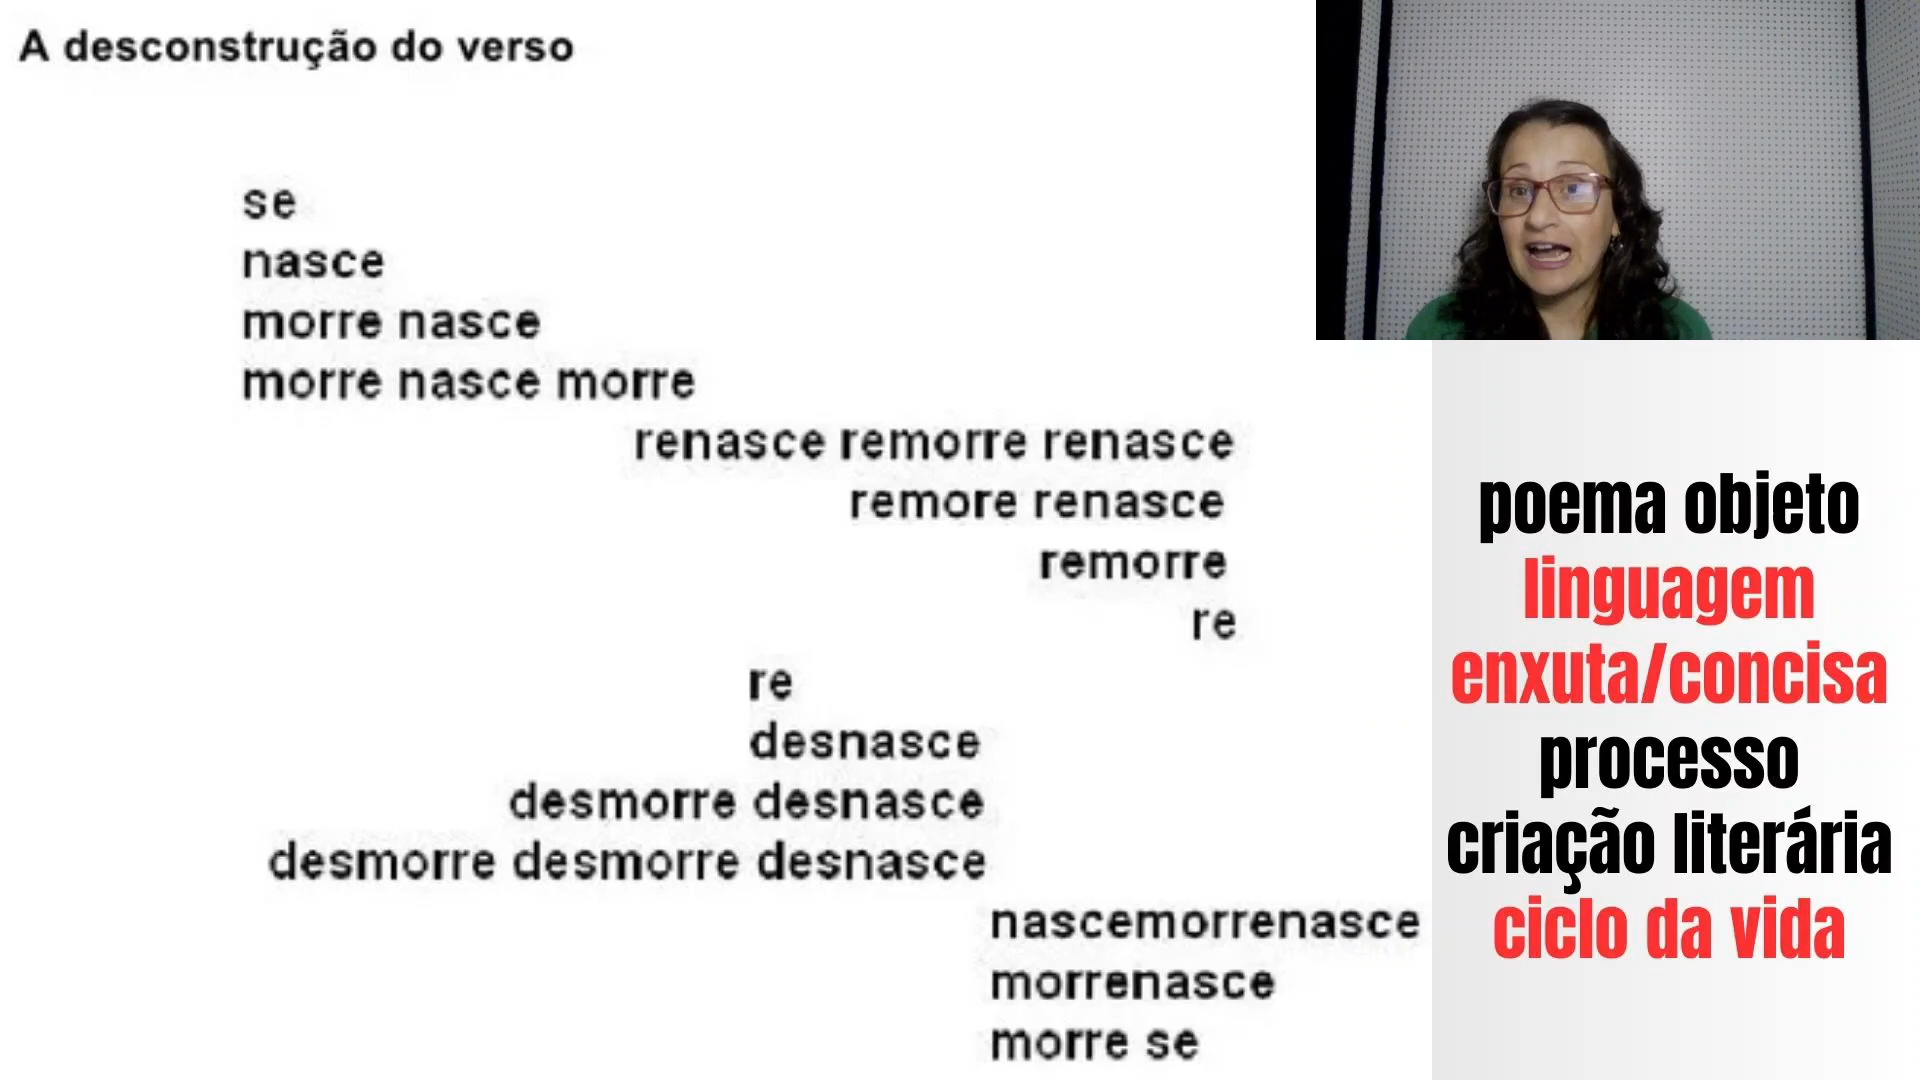 A desconstrução do verso
se
nasce
morre nasce
morre nasce morre
renasce remorre renasce
remore renasce
remorre
re
re
desnasce
desmorre desnasce
desmorre desmorre desnasce
nascemorrenasce
morrenasce
morre se
poema objeto
linguagem
enxuta/concisa
processo
criação literária
ciclo da vida